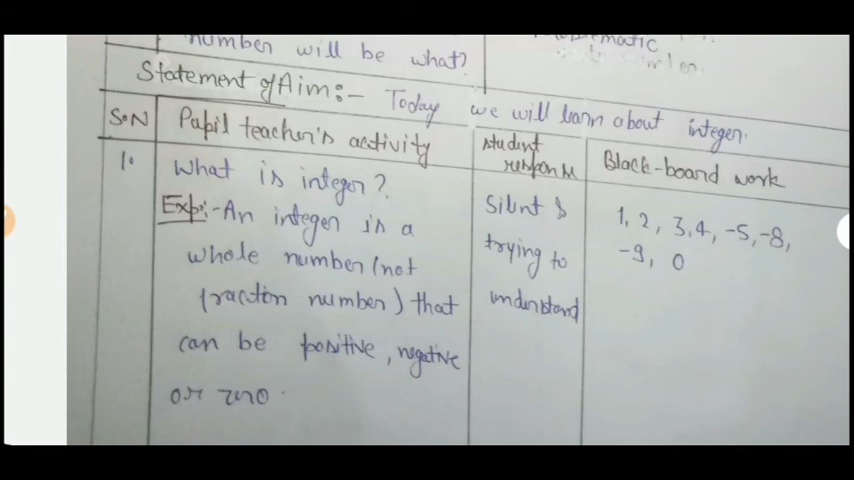 number will be what?
Statement of Aim:- Today we will learn about integer.
S.N Pupil teacher's activity student response Black-board work
1. What is integer?
Exp:- An integer is a
whole number (not
fraction number) that
can be positive, negative
or zero.
silent &
trying to
understand
1, 2, 3, 4, -5, -8,
-9, 0